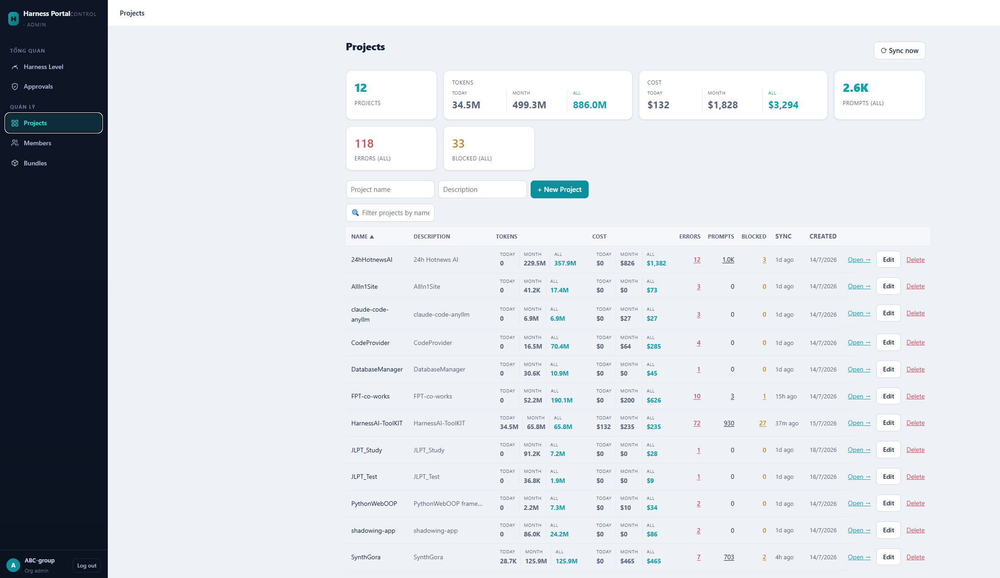 H
Harness Portal CONTROL
· ADMIN
TỔNG QUAN
Harness Level
Approvals
QUẢN LÝ
Projects
Members
Bundles
A
ABC-group
Org admin
Log out
Projects
Projects
⟳ Sync now
12
PROJECTS
TOKENS
TODAY MONTH ALL
34.5M 499.3M 886.0M
COST
TODAY MONTH ALL
$132 $1,828 $3,294
2.6K
PROMPTS (ALL)
118
ERRORS (ALL)
33
BLOCKED (ALL)
Project name
Description
+ New Project
🔍 Filter projects by name
NAME ▲ DESCRIPTION TOKENS COST ERRORS PROMPTS BLOCKED SYNC CREATED
TODAY MONTH ALL TODAY MONTH ALL
24hHotnewsAI 24h Hotnews AI 0 229.5M 357.9M $0 $826 $1,382 12 1.0K 3 1d ago 14/7/2026 Open → Edit Delete
TODAY MONTH ALL TODAY MONTH ALL
AllIn1Site AllIn1Site 0 41.2K 17.4M $0 $0 $73 3 0 0 1d ago 14/7/2026 Open → Edit Delete
TODAY MONTH ALL TODAY MONTH ALL
claude-code-
anyllm claude-code-anyllm 0 6.9M 6.9M $0 $27 $27 3 0 0 1d ago 14/7/2026 Open → Edit Delete
TODAY MONTH ALL TODAY MONTH ALL
CodeProvider CodeProvider 0 16.5M 70.4M $0 $64 $285 4 0 0 1d ago 14/7/2026 Open → Edit Delete
TODAY MONTH ALL TODAY MONTH ALL
DatabaseManager DatabaseManager 0 30.6K 10.9M $0 $0 $45 1 0 0 1d ago 14/7/2026 Open → Edit Delete
TODAY MONTH ALL TODAY MONTH ALL
FPT-co-works FPT-co-works 0 52.2M 190.1M $0 $200 $626 10 3 1 15h ago 14/7/2026 Open → Edit Delete
TODAY MONTH ALL TODAY MONTH ALL
HarnessAI-ToolKIT HarnessAI-ToolKIT 34.5M 65.8M 65.8M $132 $235 $235 72 930 27 37m ago 15/7/2026 Open → Edit Delete
TODAY MONTH ALL TODAY MONTH ALL
JLPT_Study JLPT_Study 0 91.2K 7.2M $0 $0 $28 1 0 0 1d ago 18/7/2026 Open → Edit Delete
TODAY MONTH ALL TODAY MONTH ALL
JLPT_Test JLPT_Test 0 36.8K 1.9M $0 $0 $9 1 0 0 1d ago 18/7/2026 Open → Edit Delete
TODAY MONTH ALL TODAY MONTH ALL
PythonWebOOP PythonWebOOP frame... 0 2.2M 7.3M $0 $10 $34 2 0 0 1d ago 14/7/2026 Open → Edit Delete
TODAY MONTH ALL TODAY MONTH ALL
shadowing-app shadowing-app 0 86.0K 24.2M $0 $0 $86 2 0 0 1d ago 14/7/2026 Open → Edit Delete
TODAY MONTH ALL TODAY MONTH ALL
SynthGora SynthGora 28.7K 125.9M 125.9M $0 $465 $465 7 703 2 4h ago 14/7/2026 Open → Edit Delete